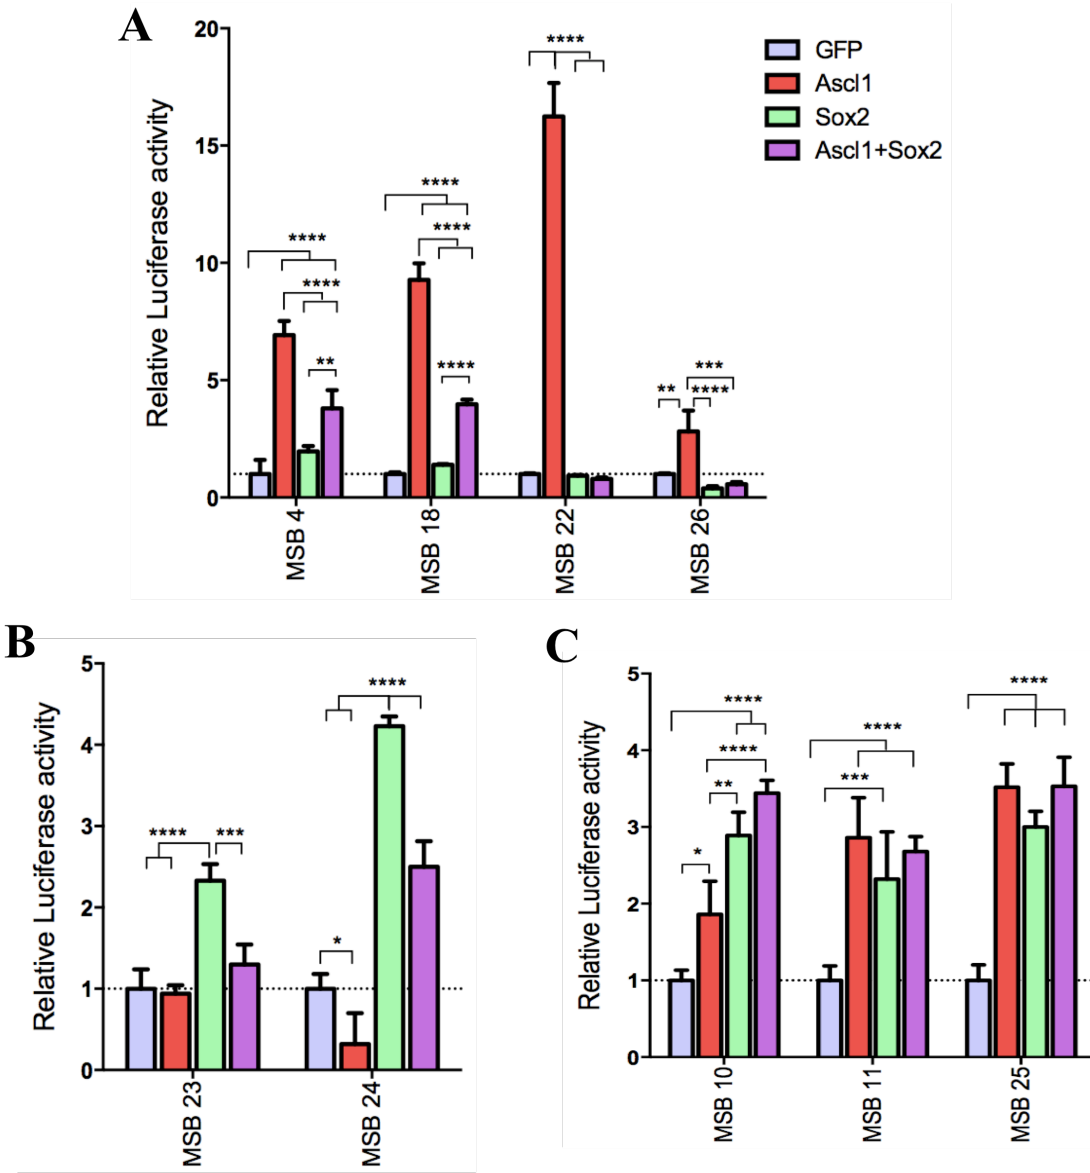 A
20
15
10
5
0
Relative Luciferase activity
GFP
Ascl1
Sox2
Ascl1+Sox2
****
****
**
****
****
****
****
**
***
****
MSB 4
MSB 18
MSB 22
MSB 26
B
5
4
3
2
1
0
Relative Luciferase activity
****
***
*
****
MSB 23
MSB 24
C
5
4
3
2
1
0
Relative Luciferase activity
****
****
**
*
****
***
****
MSB 10
MSB 11
MSB 25